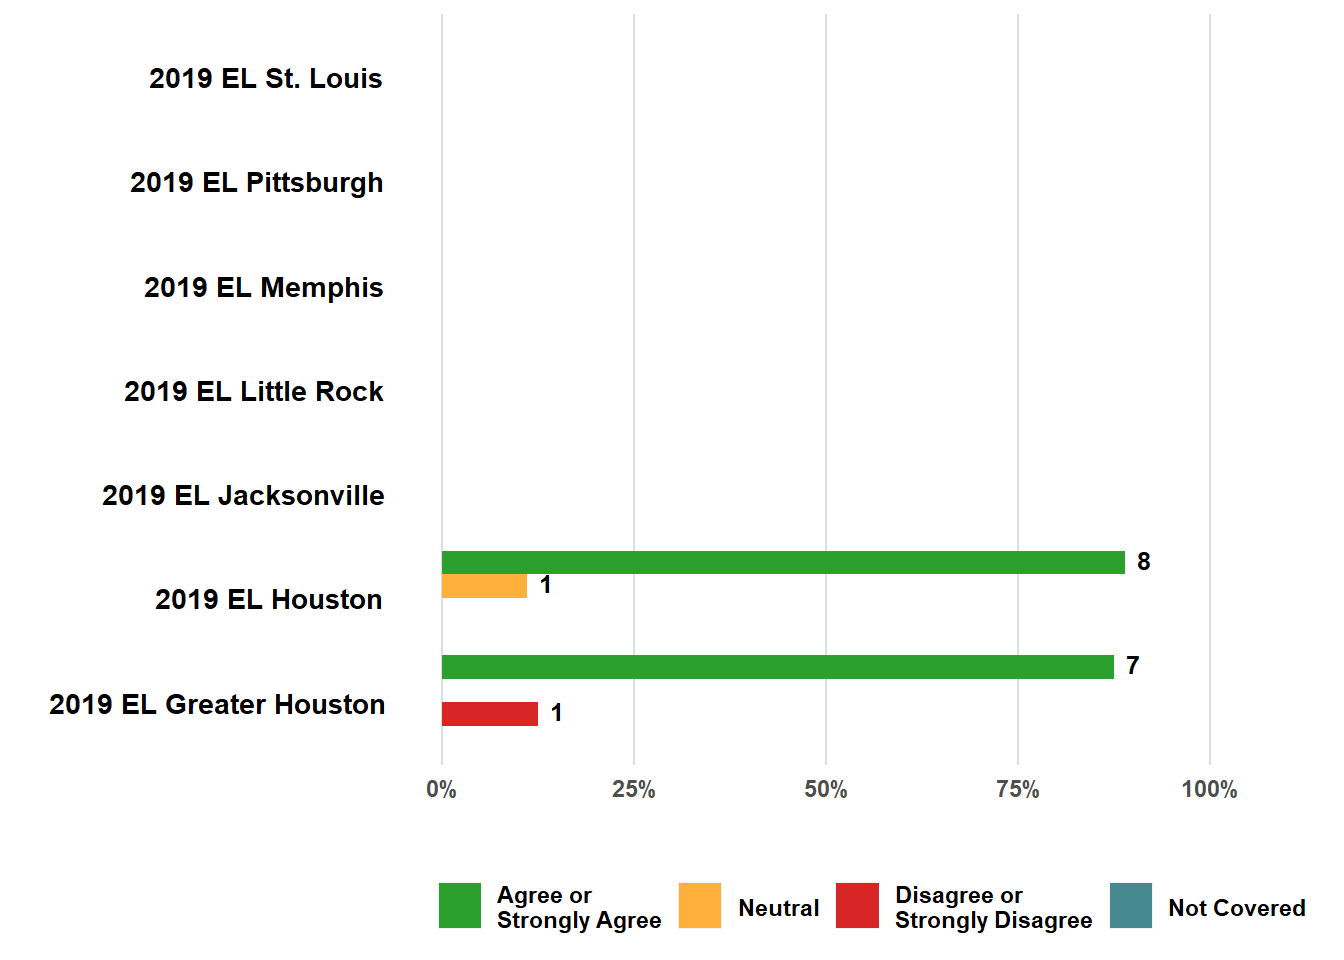 2019 EL St. Louis
2019 EL Pittsburgh
2019 EL Memphis
2019 EL Little Rock
2019 EL Jacksonville
8
1
2019 EL Houston
7
2019 EL Greater Houston
1
0% 25% 50% 75% 100%
Agree or
Strongly Agree
Neutral
Disagree or
Strongly Disagree
Not Covered